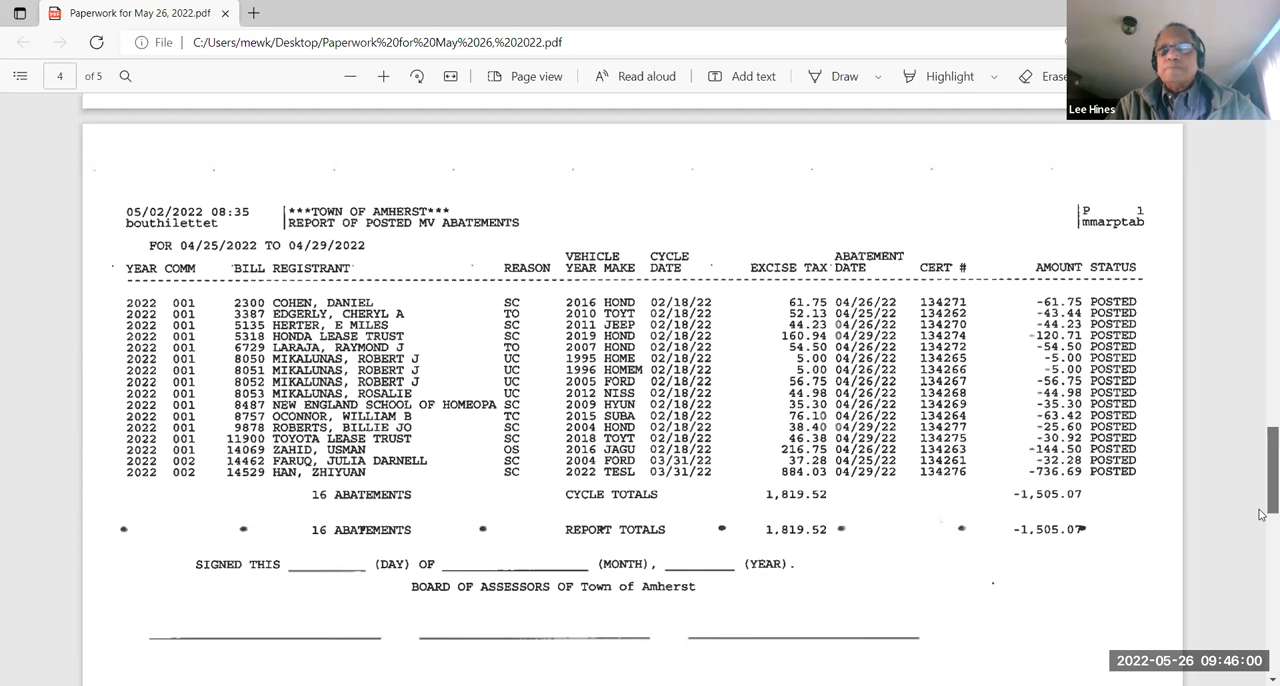 Paperwork for May 26, 2022.pdf
File C:/Users/mewk/Desktop/Paperwork%20for%20May%2026,%202022.pdf
4 of 5 Page view Read aloud Add text Draw Highlight Erase
Lee Hines
05/02/2022 08:35 ***TOWN OF AMHERST*** P 1
bouthilettet REPORT OF POSTED MV ABATEMENTS mmarptab
FOR 04/25/2022 TO 04/29/2022
VEHICLE CYCLE ABATEMENT
YEAR COMM BILL REGISTRANT REASON YEAR MAKE DATE EXCISE TAX DATE CERT # AMOUNT STATUS
2022 001 2300 COHEN, DANIEL SC 2016 HOND 02/18/22 61.75 04/26/22 134271 -61.75 POSTED
2022 001 3387 EDGERLY, CHERYL A TO 2010 TOYT 02/18/22 52.13 04/25/22 134262 -43.44 POSTED
2022 001 5135 HERTER, E MILES SC 2011 JEEP 02/18/22 44.23 04/26/22 134270 -44.23 POSTED
2022 001 5318 HONDA LEASE TRUST SC 2019 HOND 02/18/22 160.94 04/29/22 134274 -120.71 POSTED
2022 001 6729 LARAJA, RAYMOND J TO 2007 HOND 02/18/22 54.50 04/29/22 134272 -54.50 POSTED
2022 001 8050 MIKALUNAS, ROBERT J UC 1995 HOME 02/18/22 5.00 04/26/22 134265 -5.00 POSTED
2022 001 8051 MIKALUNAS, ROBERT J UC 1996 HOMEM 02/18/22 5.00 04/26/22 134266 -5.00 POSTED
2022 001 8052 MIKALUNAS, ROBERT J UC 2005 FORD 02/18/22 56.75 04/26/22 134267 -56.75 POSTED
2022 001 8053 MIKALUNAS, ROSALIE UC 2012 NISS 02/18/22 44.98 04/26/22 134268 -44.98 POSTED
2022 001 8487 NEW ENGLAND SCHOOL OF HOMEOPA SC 2009 HYUN 02/18/22 35.30 04/26/22 134269 -35.30 POSTED
2022 001 8757 OCONNOR, WILLIAM B TC 2015 SUBA 02/18/22 76.10 04/26/22 134264 -63.42 POSTED
2022 001 9878 ROBERTS, BILLIE JO SC 2004 HOND 02/18/22 38.40 04/29/22 134277 -25.60 POSTED
2022 001 11900 TOYOTA LEASE TRUST SC 2018 TOYT 02/18/22 46.38 04/29/22 134275 -30.92 POSTED
2022 001 14069 ZAHID, USMAN OS 2016 JAGU 02/18/22 216.75 04/26/22 134263 -144.50 POSTED
2022 002 14462 FARUQ, JULIA DARNELL SC 2004 FORD 03/31/22 37.28 04/25/22 134261 -32.28 POSTED
2022 002 14529 HAN, ZHIYUAN SC 2022 TESL 03/31/22 884.03 04/29/22 134276 -736.69 POSTED
16 ABATEMENTS CYCLE TOTALS 1,819.52 -1,505.07
16 ABATEMENTS REPORT TOTALS 1,819.52 -1,505.07
SIGNED THIS (DAY) OF (MONTH), (YEAR).
BOARD OF ASSESSORS OF Town of Amherst
2022-05-26 09:46:00